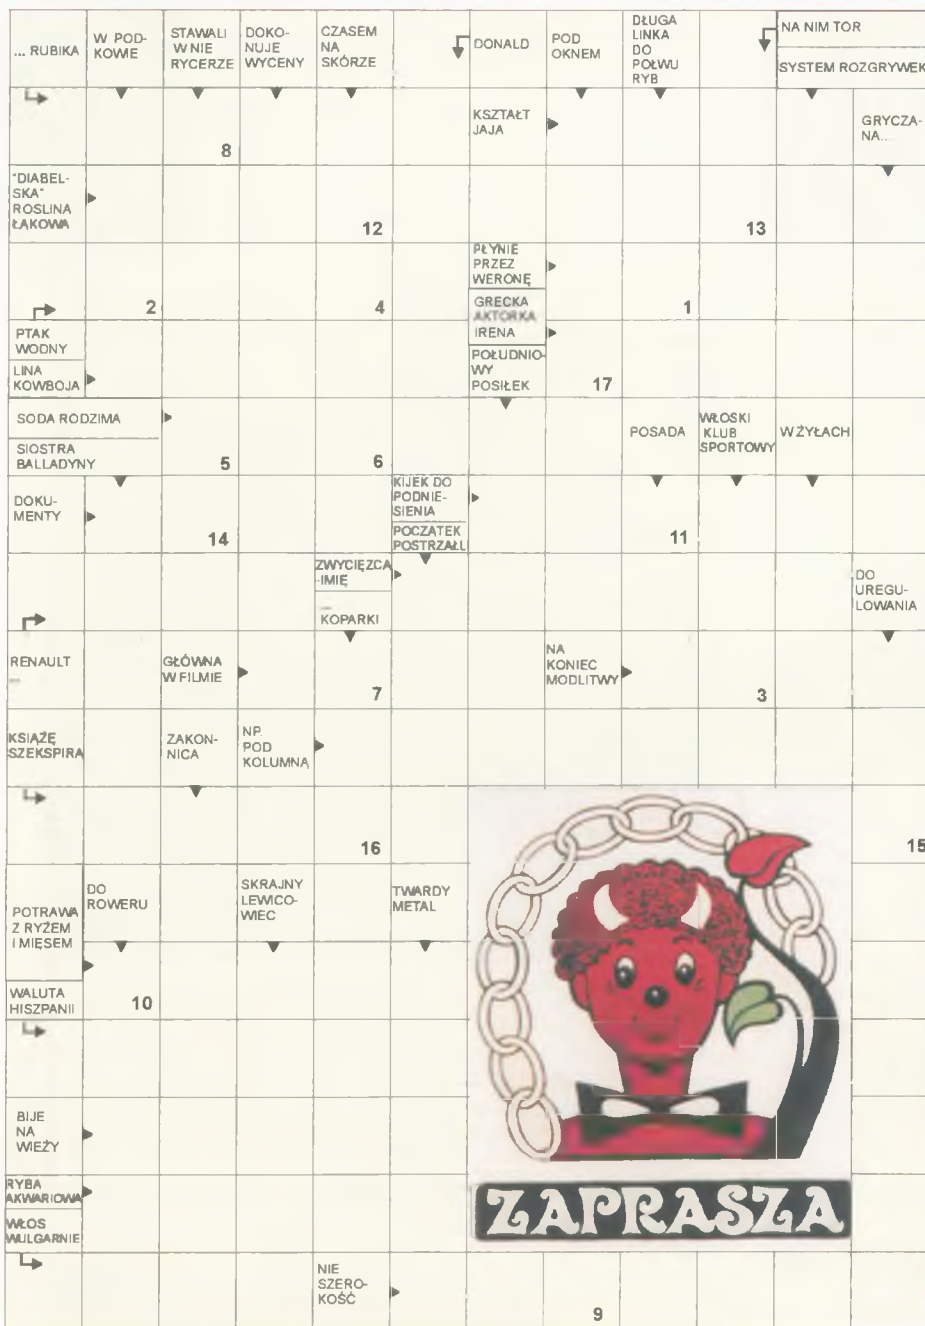 ... RUBIKA
W POD-
KOWIE
STAWALI
W NIE
RYCERZE
DOKO-
NUJE
WYCENY
CZASEM
NA
SKÓRZE
DONALD
POD
OKNEM
DŁUGA
LINKA
DO
POŁWU
RYB
NA NIM TOR
SYSTEM ROZGRYWEK
8
KSZTAŁT
JAJA
GRYCZA-
NA...
"DIABEL-
SKA"
ROSLINA
ŁĄKOWA
12
13
2
4
PŁYNIE
PRZEZ
WERONĘ
GRECKA
AKTORKA
IRENA
1
PTAK
WODNY
LINA
KOWBOJA
POŁUDNIO-
WY
POSIŁEK
17
SODA RODZIMA
SIOSTRA
BALLADYNY
5
6
POSADA
WŁOSKI
KLUB
SPORTOWY
W ŻYŁACH
DOKU-
MENTY
14
KIJEK DO
PODNIE-
SIENIA
POCZĄTEK
POSTRZAŁU
11
ZWYCIĘZCA
-IMIĘ
...
KOPARKI
DO
UREGU-
LOWANIA
RENAULT
...
GŁÓWNA
W FILMIE
7
NA
KONIEC
MODLITWY
3
KSIĄŻĘ
SZEKSPIRA
ZAKON-
NICA
NP.
POD
KOLUMNĄ
16
15
POTRAWA
Z RYŻEM
I MIĘSEM
DO
ROWERU
SKRAJNY
LEWICO-
WIEC
TWARDY
METAL
WALUTA
HISZPANII
10
BIJE
NA
WIEŻY
RYBA
AKWARIOWA
WŁOS
WULGARNIE
ZAPRASZA
NIE
SZERO-
KOŚĆ
9